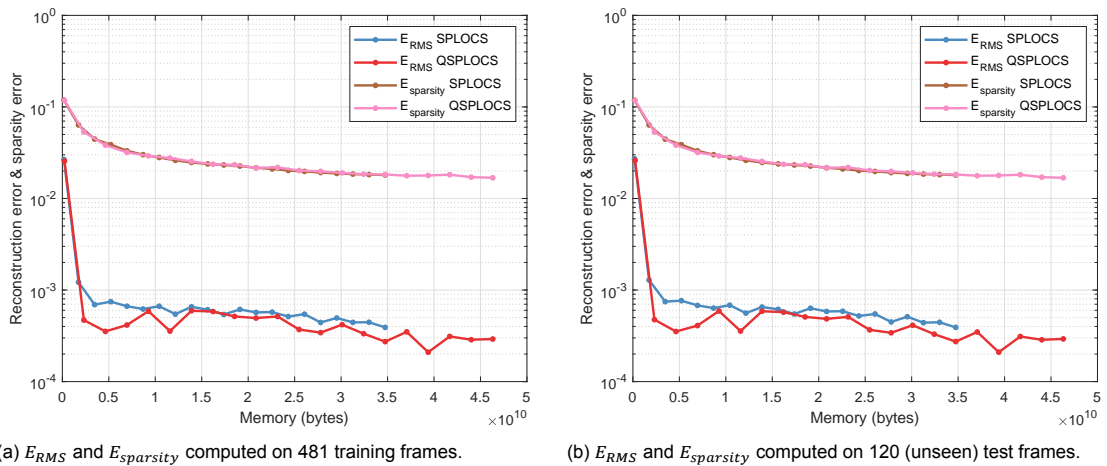 10^0
10^-1
10^-2
10^-3
10^-4
Reconstruction error & sparsity error
E_RMS SPLOCS
E_RMS QSPLOCS
E_sparsity SPLOCS
E_sparsity QSPLOCS
0 0.5 1 1.5 2 2.5 3 3.5 4 4.5 5
Memory (bytes)
×10^10
(a) E_RMS and E_sparsity computed on 481 training frames.
10^0
10^-1
10^-2
10^-3
10^-4
Reconstruction error & sparsity error
E_RMS SPLOCS
E_RMS QSPLOCS
E_sparsity SPLOCS
E_sparsity QSPLOCS
0 0.5 1 1.5 2 2.5 3 3.5 4 4.5 5
Memory (bytes)
×10^10
(b) E_RMS and E_sparsity computed on 120 (unseen) test frames.